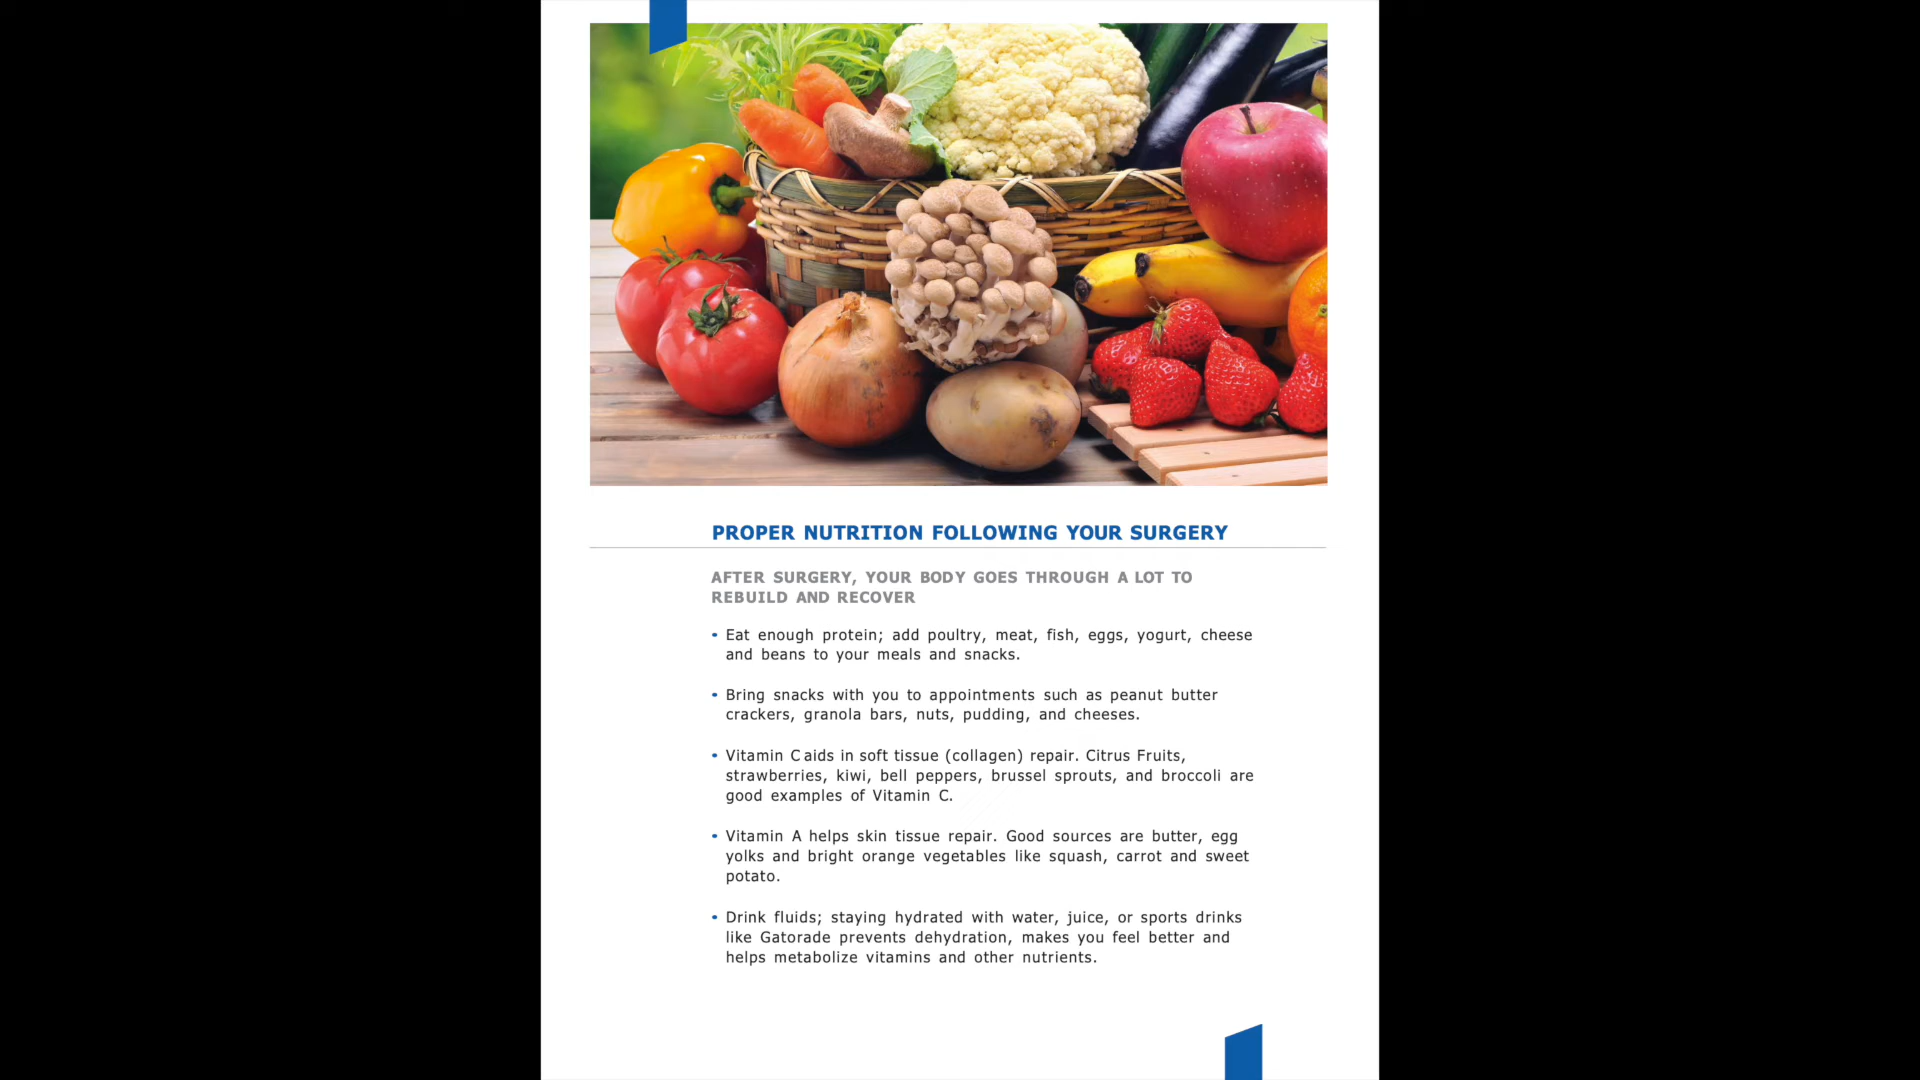 PROPER NUTRITION FOLLOWING YOUR SURGERY
AFTER SURGERY, YOUR BODY GOES THROUGH A LOT TO
REBUILD AND RECOVER
• Eat enough protein; add poultry, meat, fish, eggs, yogurt, cheese
and beans to your meals and snacks.
• Bring snacks with you to appointments such as peanut butter
crackers, granola bars, nuts, pudding, and cheeses.
• Vitamin C aids in soft tissue (collagen) repair. Citrus Fruits,
strawberries, kiwi, bell peppers, brussel sprouts, and broccoli are
good examples of Vitamin C.
• Vitamin A helps skin tissue repair. Good sources are butter, egg
yolks and bright orange vegetables like squash, carrot and sweet
potato.
• Drink fluids; staying hydrated with water, juice, or sports drinks
like Gatorade prevents dehydration, makes you feel better and
helps metabolize vitamins and other nutrients.